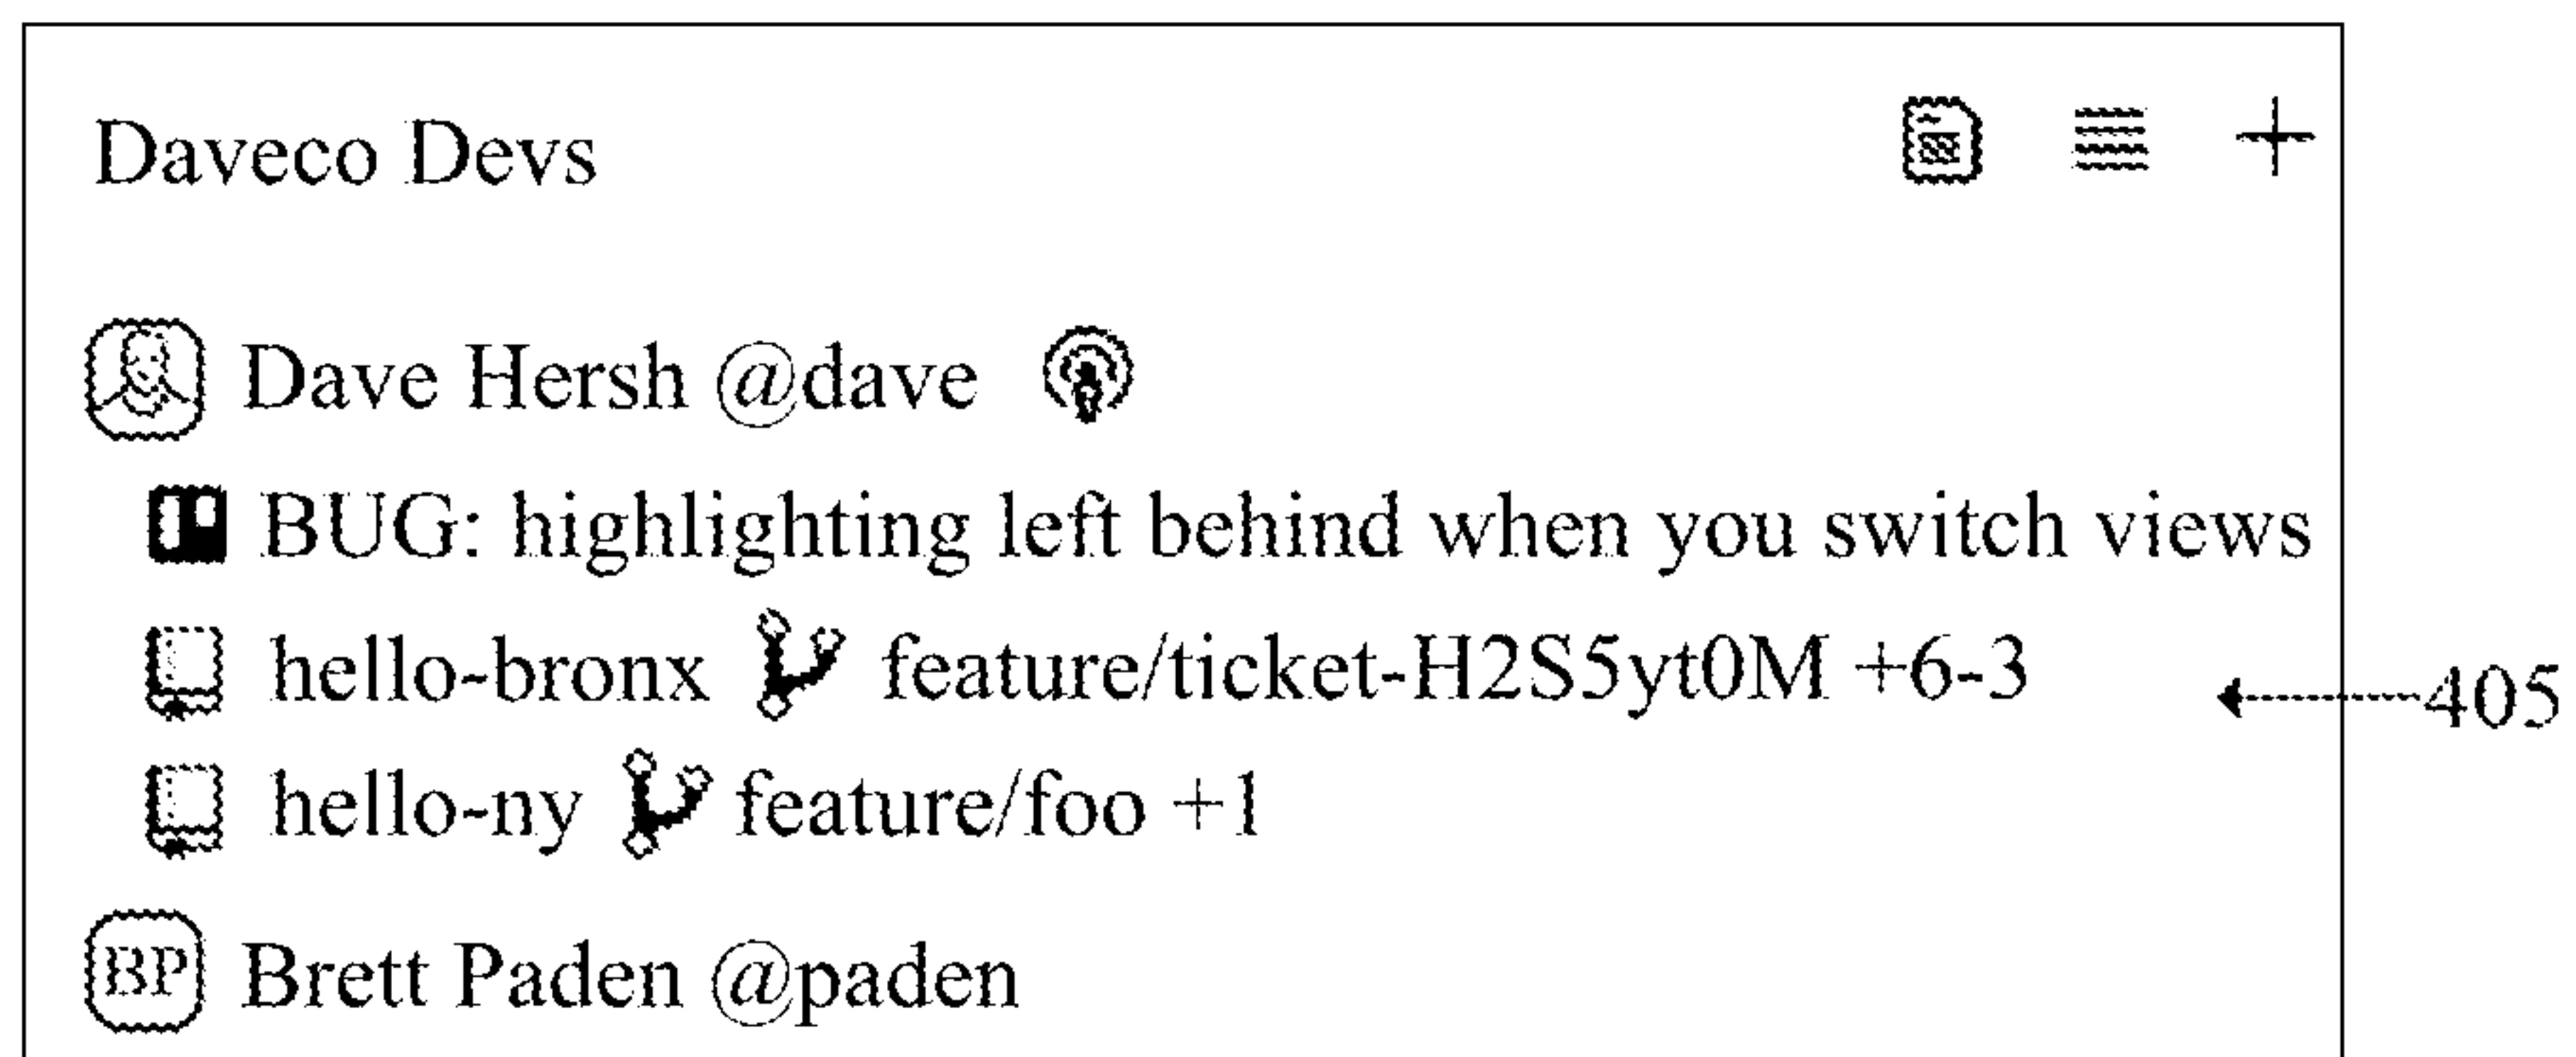 Daveco Devs
Dave Hersh @dave
BUG: highlighting left behind when you switch views
hello-bronx feature/ticket-H2S5yt0M +6-3
405
hello-ny feature/foo +1
BP Brett Paden @paden